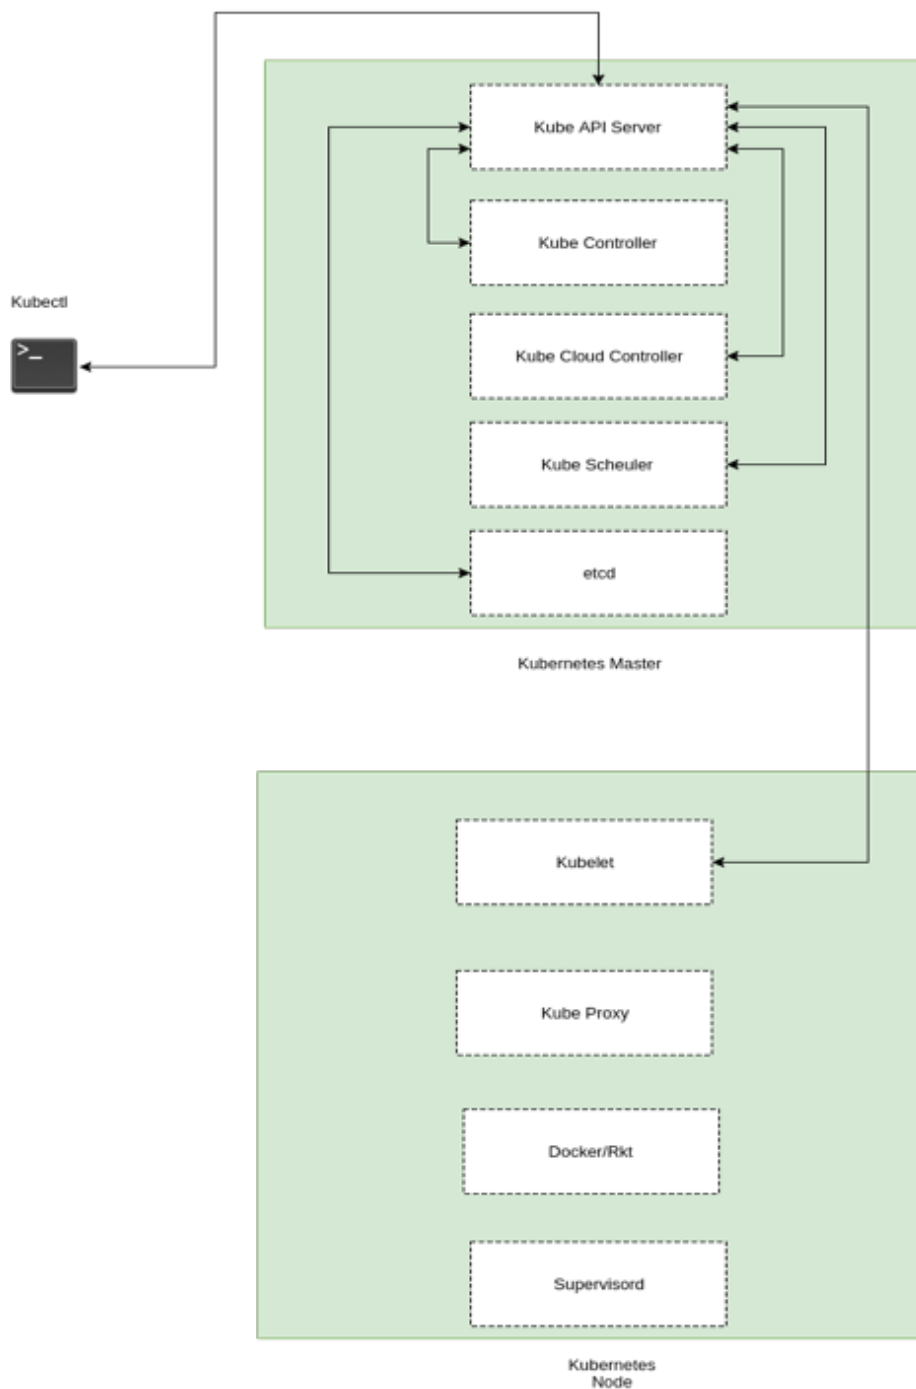 Kube API Server
Kube Controller
Kubectl
>_
Kube Cloud Controller
Kube Scheuler
etcd
Kubernetes Master
Kubelet
Kube Proxy
Docker/Rkt
Supervisord
Kubernetes
Node